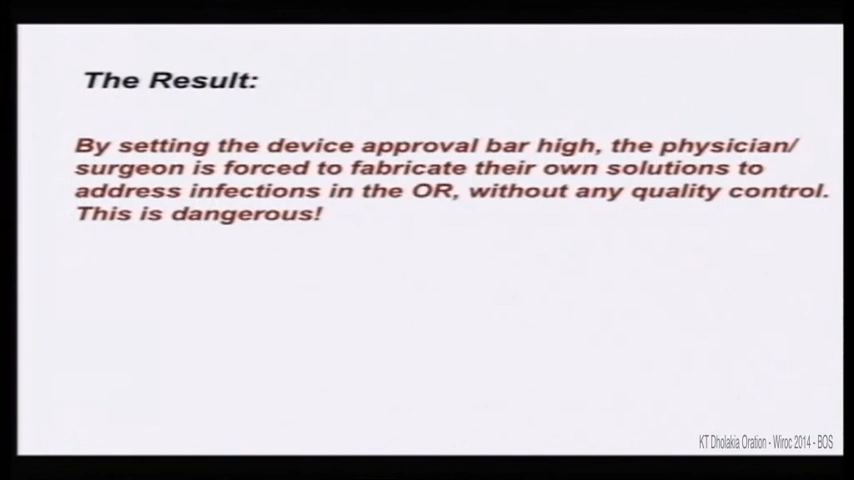 The Result:
By setting the device approval bar high, the physician/
surgeon is forced to fabricate their own solutions to
address infections in the OR, without any quality control.
This is dangerous!
KT Dholakia Oration - Wiroc 2014 - BOS